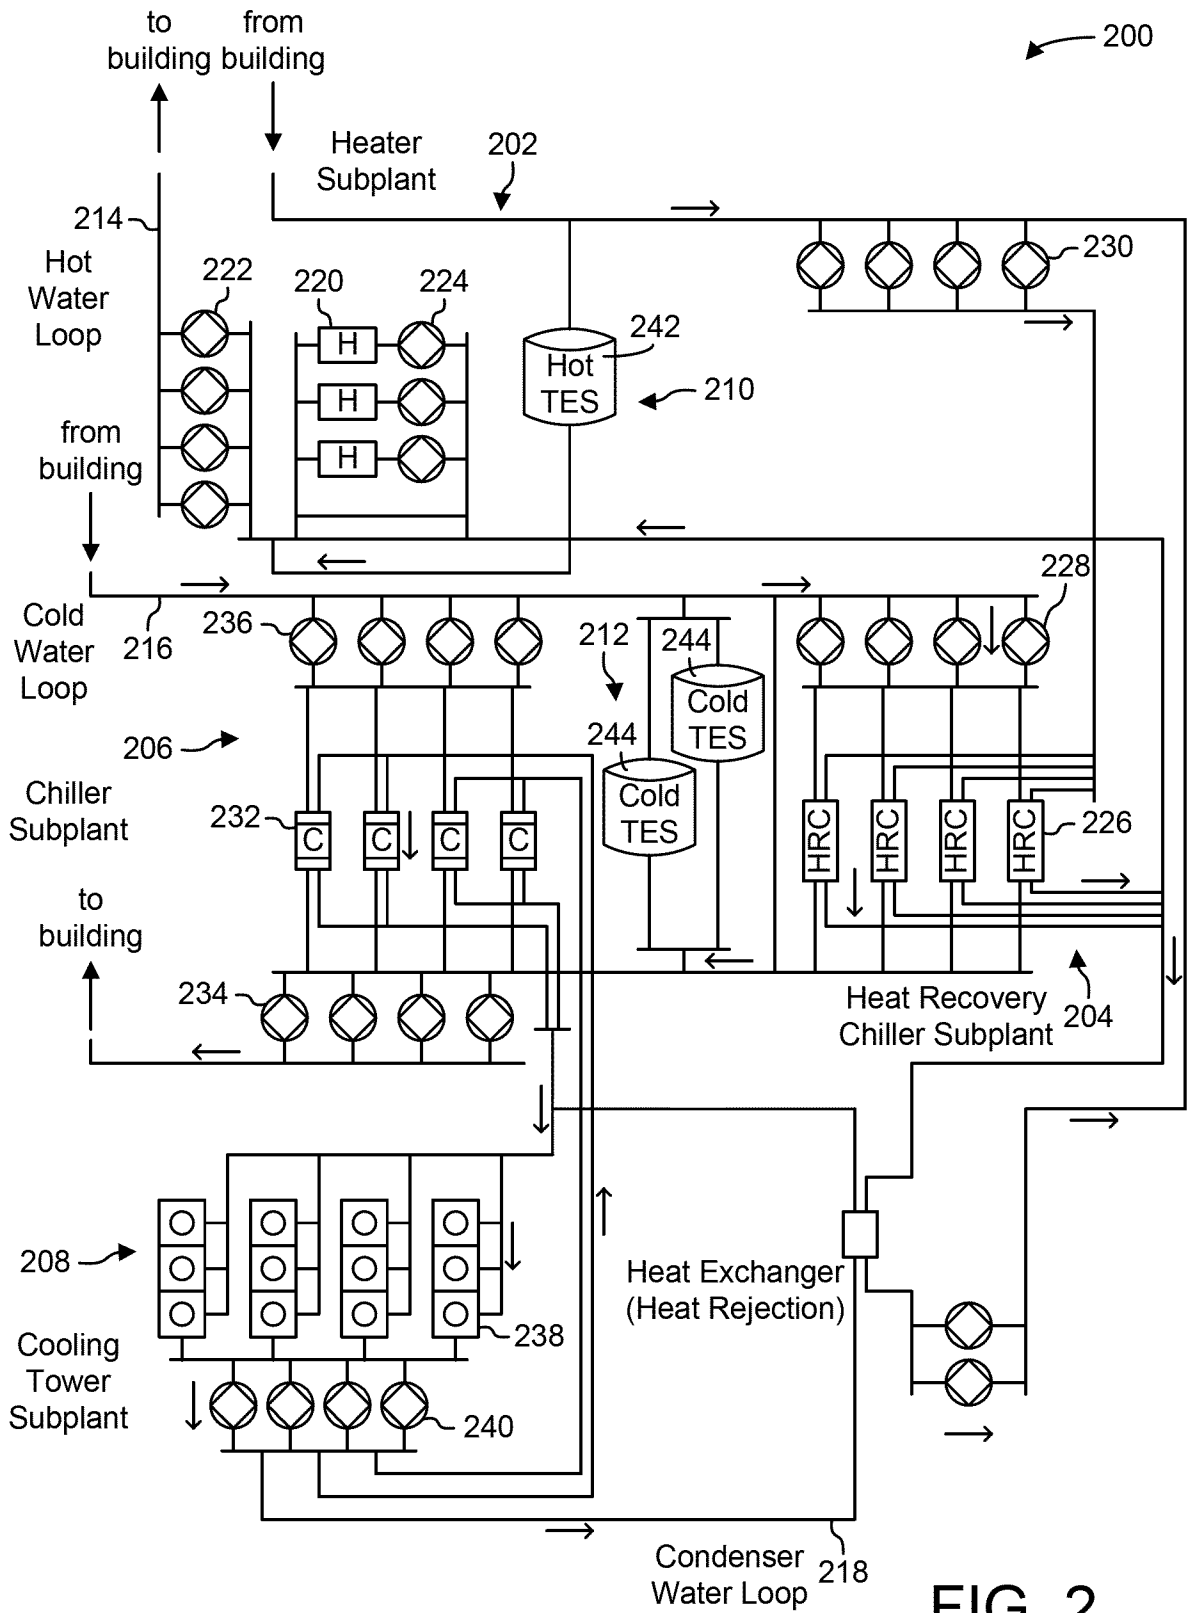 to
building
from
building
200
Heater
Subplant
202
214
Hot
Water
Loop
222
220
224
230
H
H
H
Hot
TES
242
210
from
building
Cold
Water
Loop
216
236
212
244
Cold
TES
244
Cold
TES
228
206
Chiller
Subplant
232
C
C
C
C
HRC
HRC
HRC
HRC
226
to
building
234
Heat Recovery
Chiller Subplant
204
208
238
Heat Exchanger
(Heat Rejection)
Cooling
Tower
Subplant
240
Condenser
Water Loop
218
FIG. 2